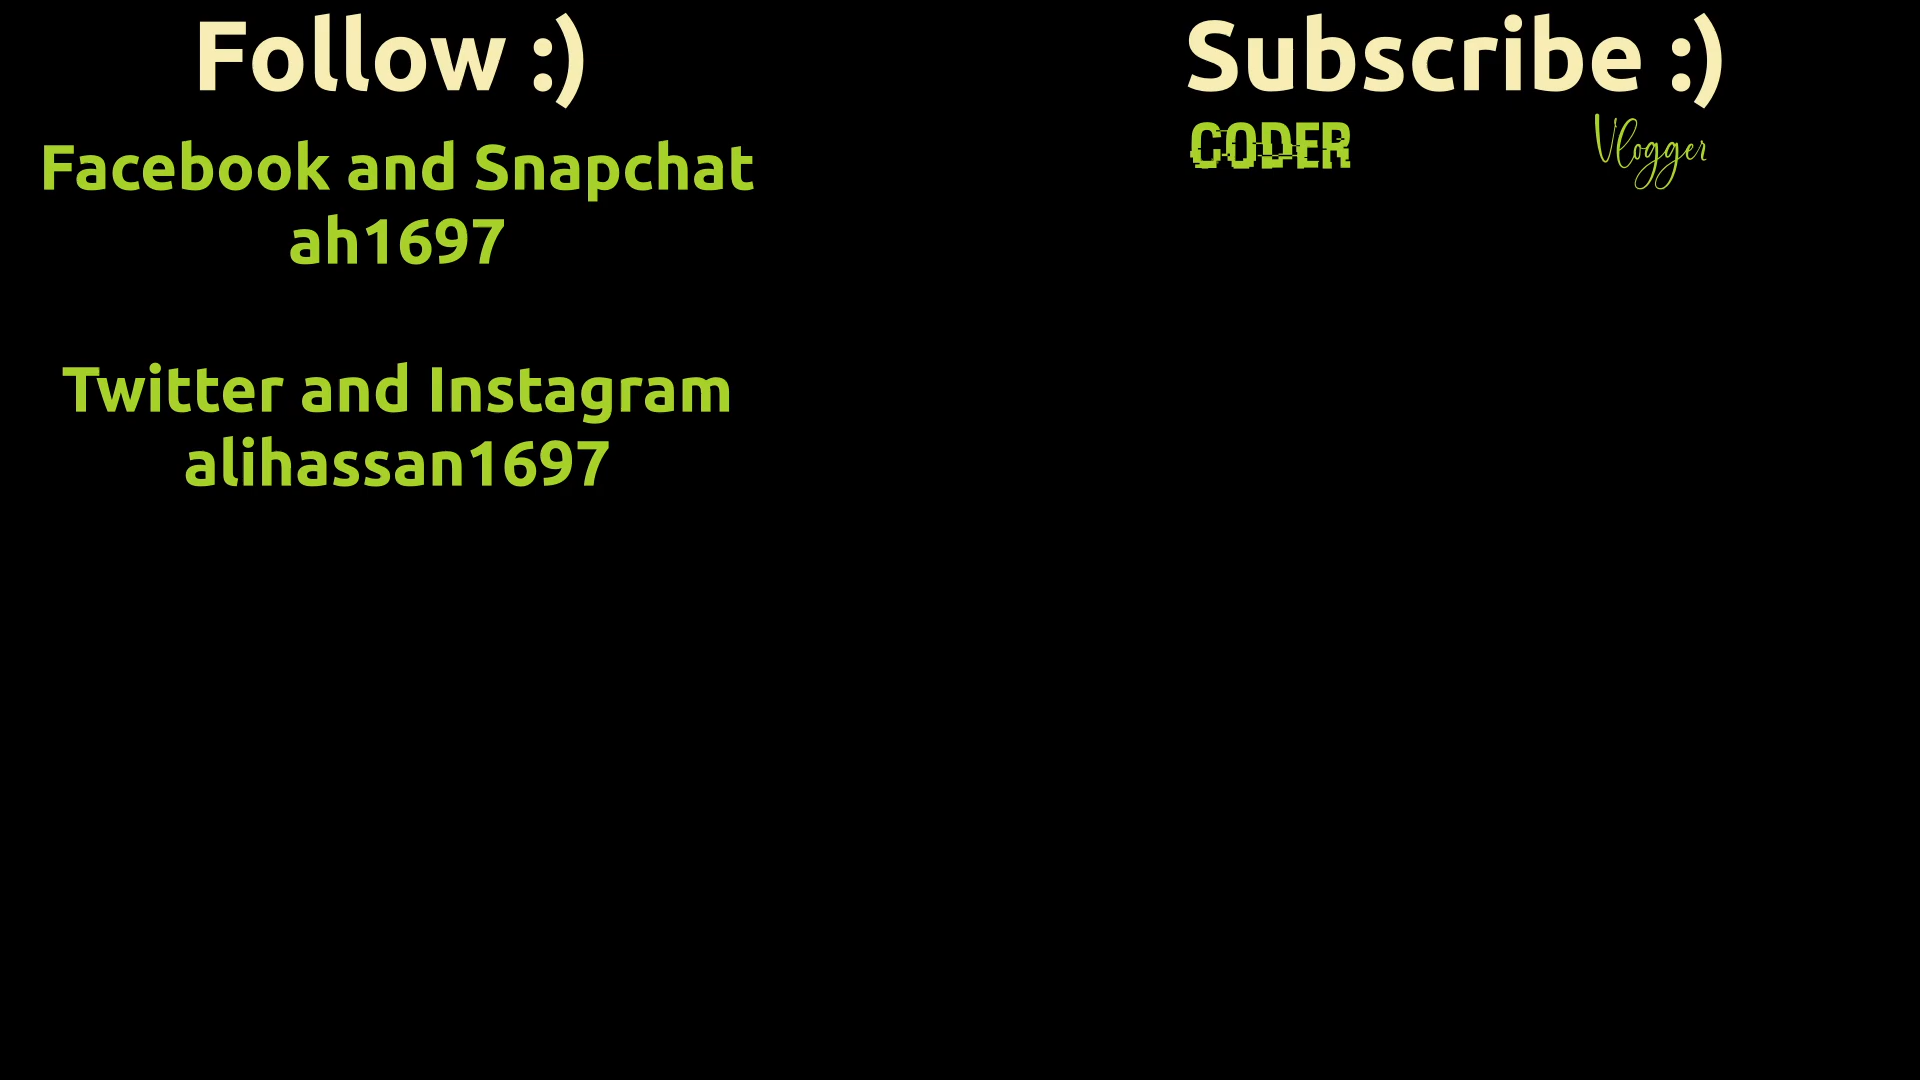 Follow :)
Facebook and Snapchat
ah1697
Twitter and Instagram
alihassan1697
Subscribe :)
CODER
Vlogger